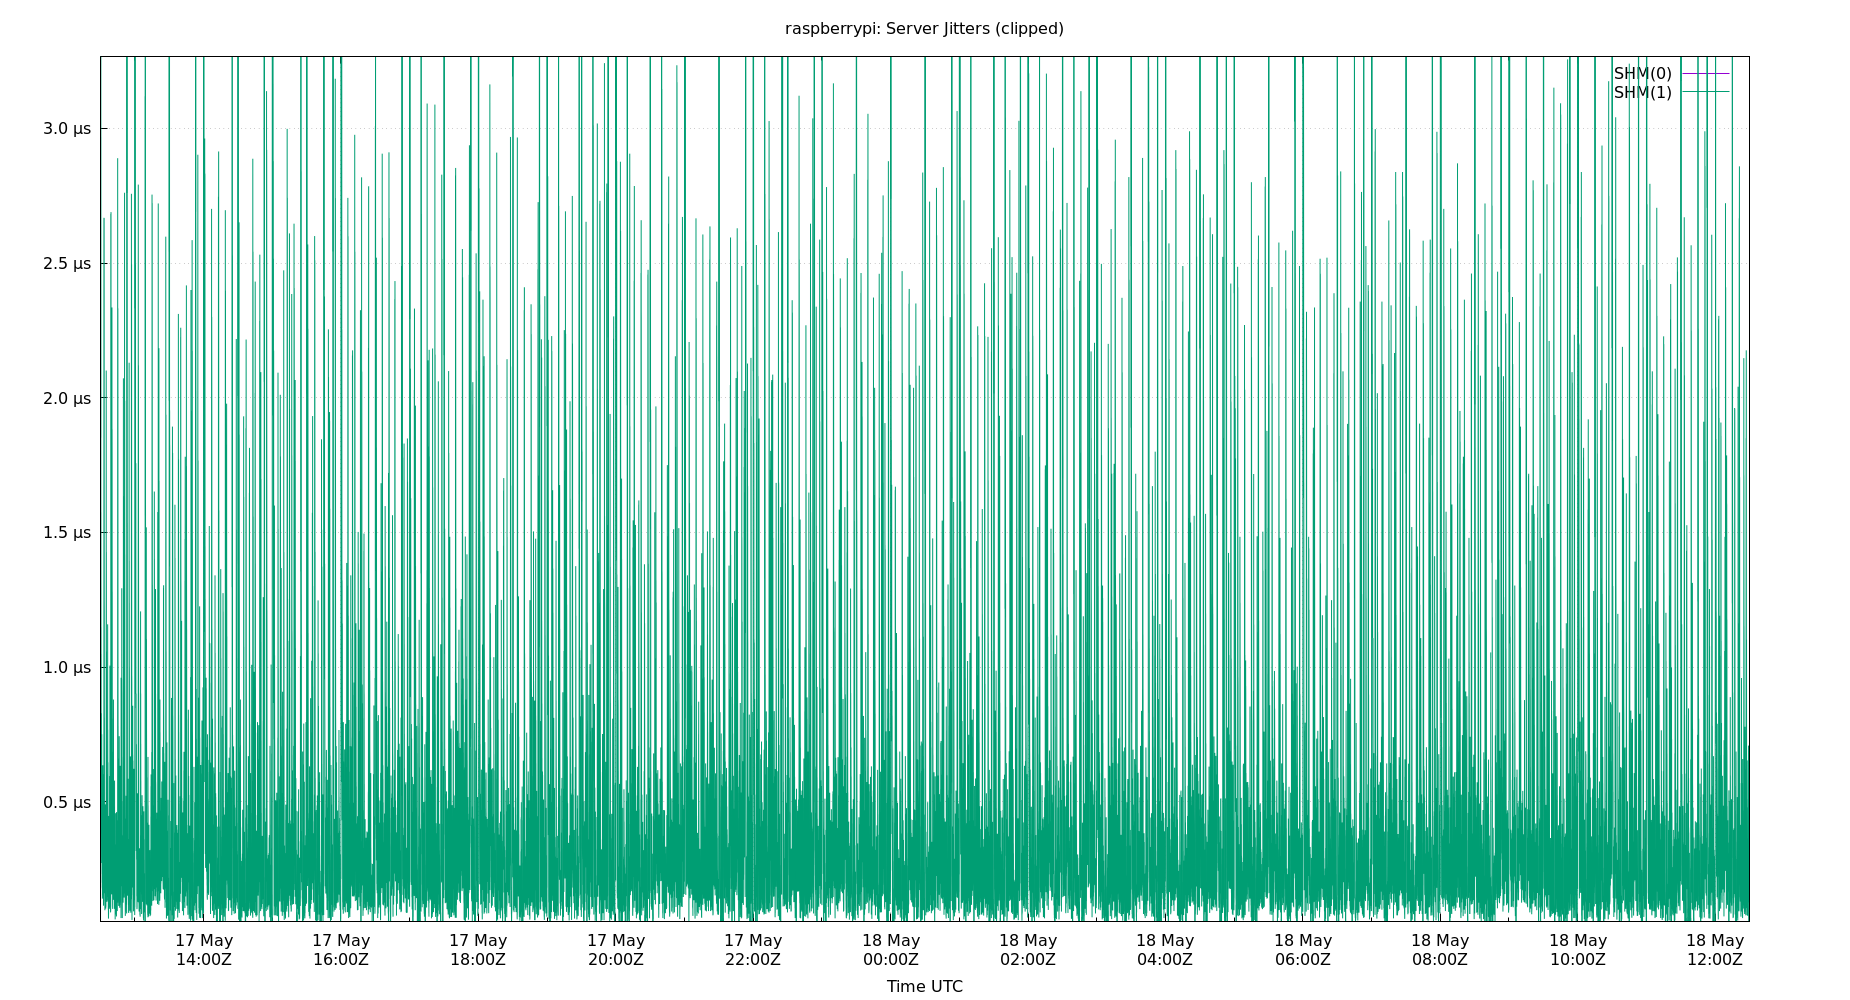 raspberrypi: Server Jitters (clipped)
SHM(0)
SHM(1)
3.0 µs
2.5 µs
2.0 µs
1.5 µs
1.0 µs
0.5 µs
17 May 17 May 17 May 17 May 17 May 18 May 18 May 18 May 18 May 18 May 18 May 18 May
14:00Z 16:00Z 18:00Z 20:00Z 22:00Z 00:00Z 02:00Z 04:00Z 06:00Z 08:00Z 10:00Z 12:00Z
Time UTC